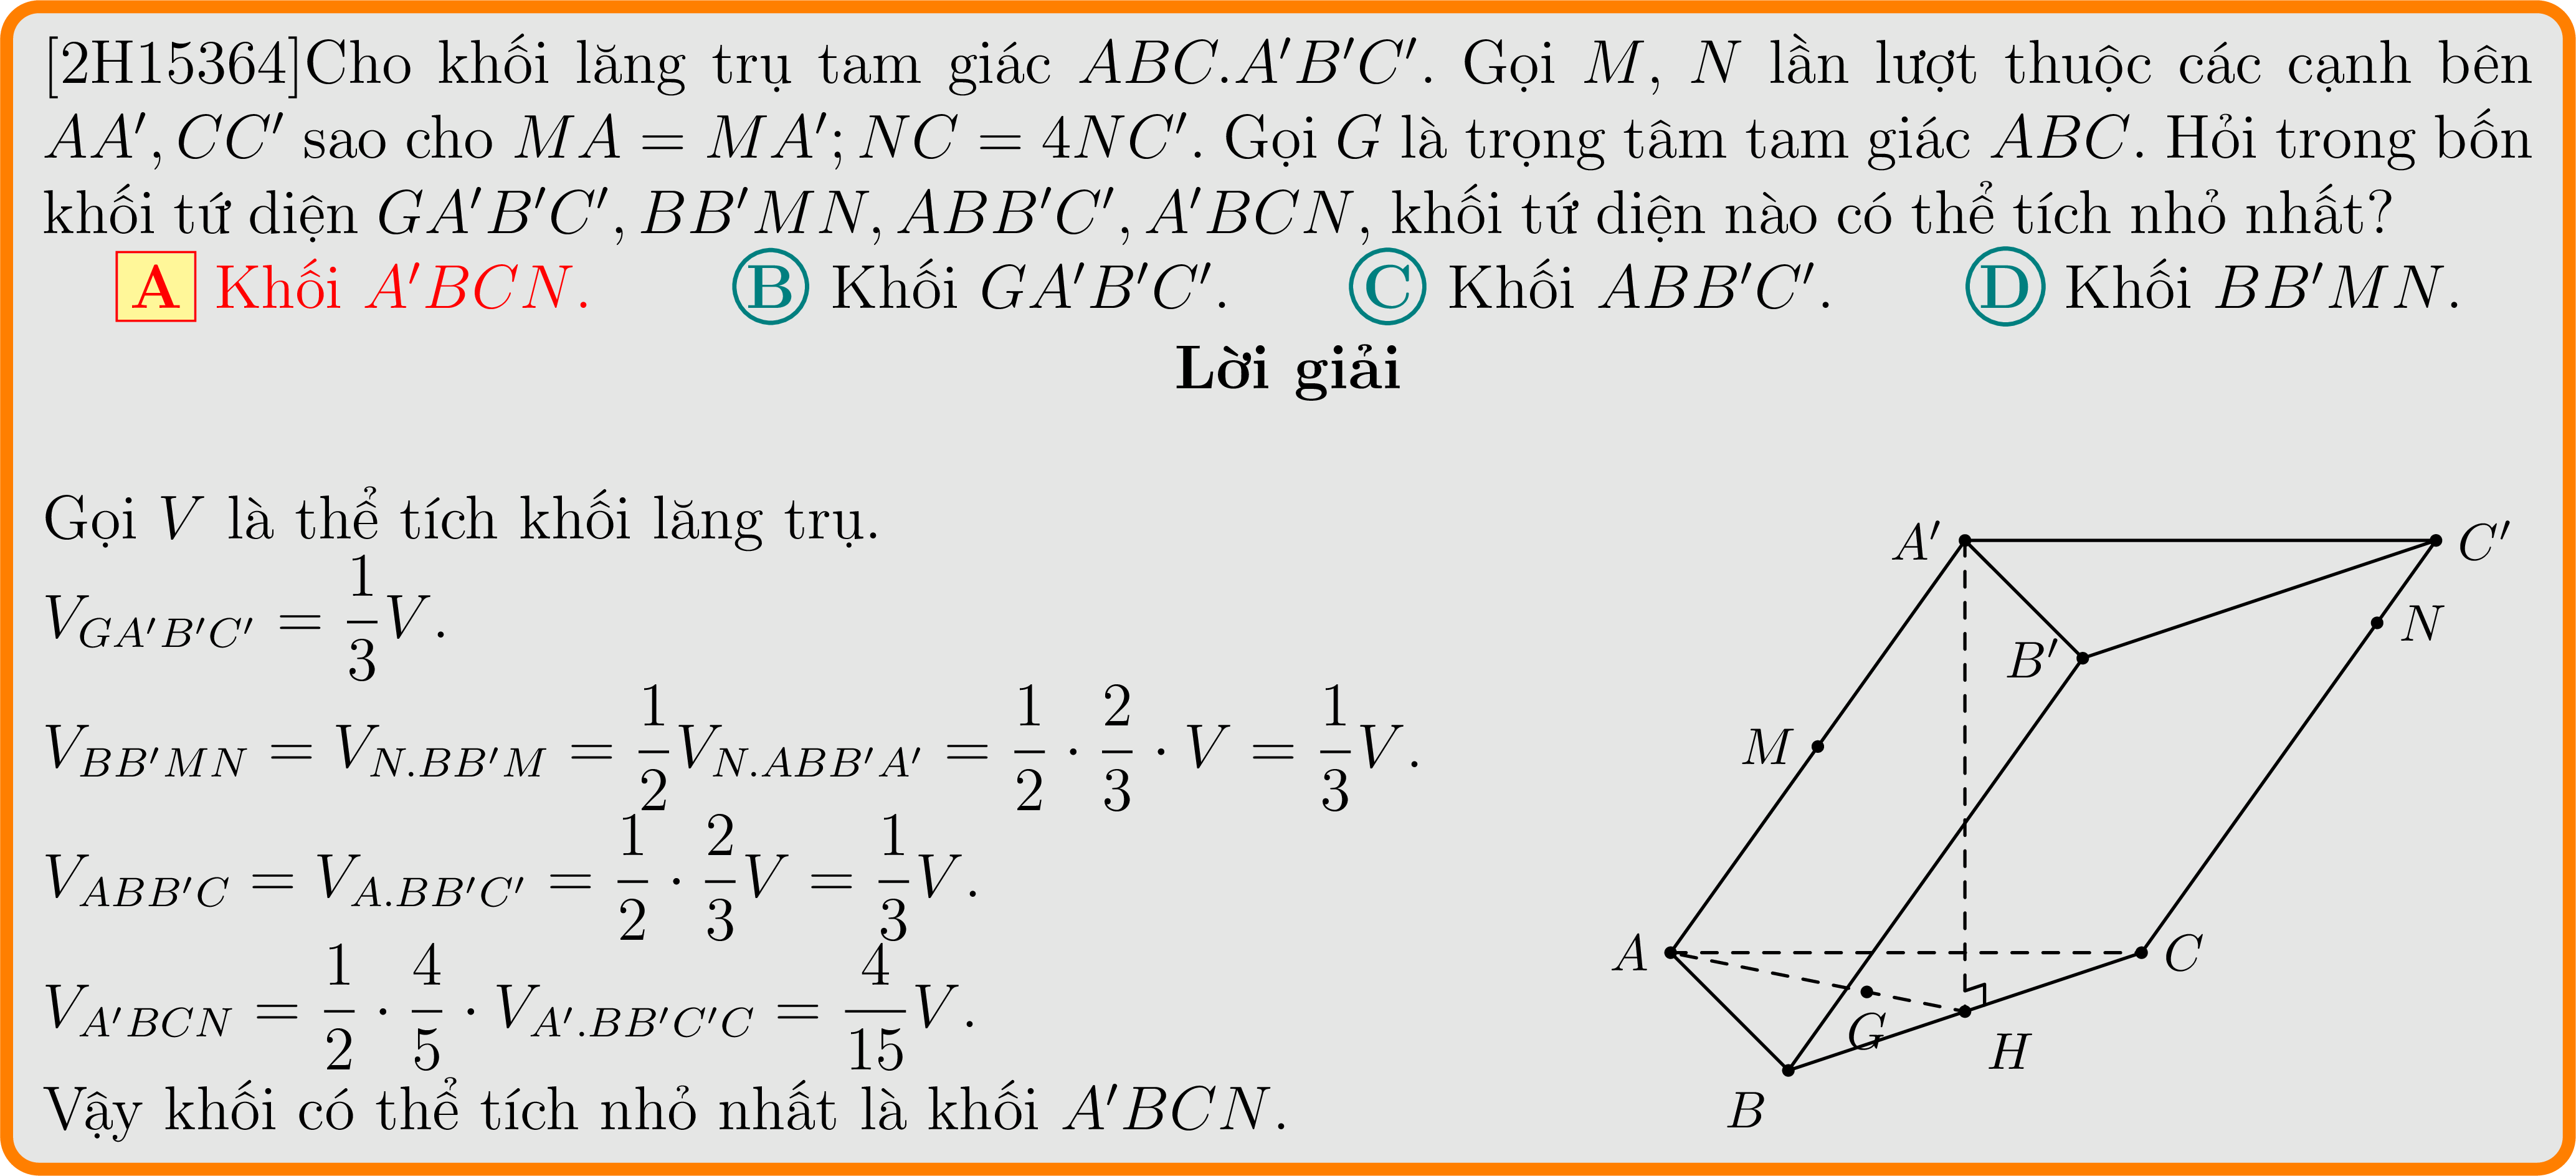 [2H15364]Cho khối lăng trụ tam giác ABC.A′B′C′. Gọi M, N lần lượt thuộc các cạnh bên
AA′, CC′ sao cho MA = MA′; NC = 4NC′. Gọi G là trọng tâm tam giác ABC. Hỏi trong bốn
khối tứ diện GA′B′C′, BB′MN, ABB′C′, A′BCN, khối tứ diện nào có thể tích nhỏ nhất?
A Khối A′BCN. B Khối GA′B′C′. C Khối ABB′C′. D Khối BB′MN.
Lời giải
Gọi V là thể tích khối lăng trụ.
V_{GA′B′C′} = \frac{1}{3}V.
V_{BB′MN} = V_{N.BB′M} = \frac{1}{2}V_{N.ABB′A′} = \frac{1}{2} · \frac{2}{3} · V = \frac{1}{3}V.
V_{ABB′C} = V_{A.BB′C′} = \frac{1}{2} · \frac{2}{3}V = \frac{1}{3}V.
V_{A′BCN} = \frac{1}{2} · \frac{4}{5} · V_{A′.BB′C′C} = \frac{4}{15}V.
Vậy khối có thể tích nhỏ nhất là khối A′BCN.
A′
C′
N
B′
M
A
C
G
H
B